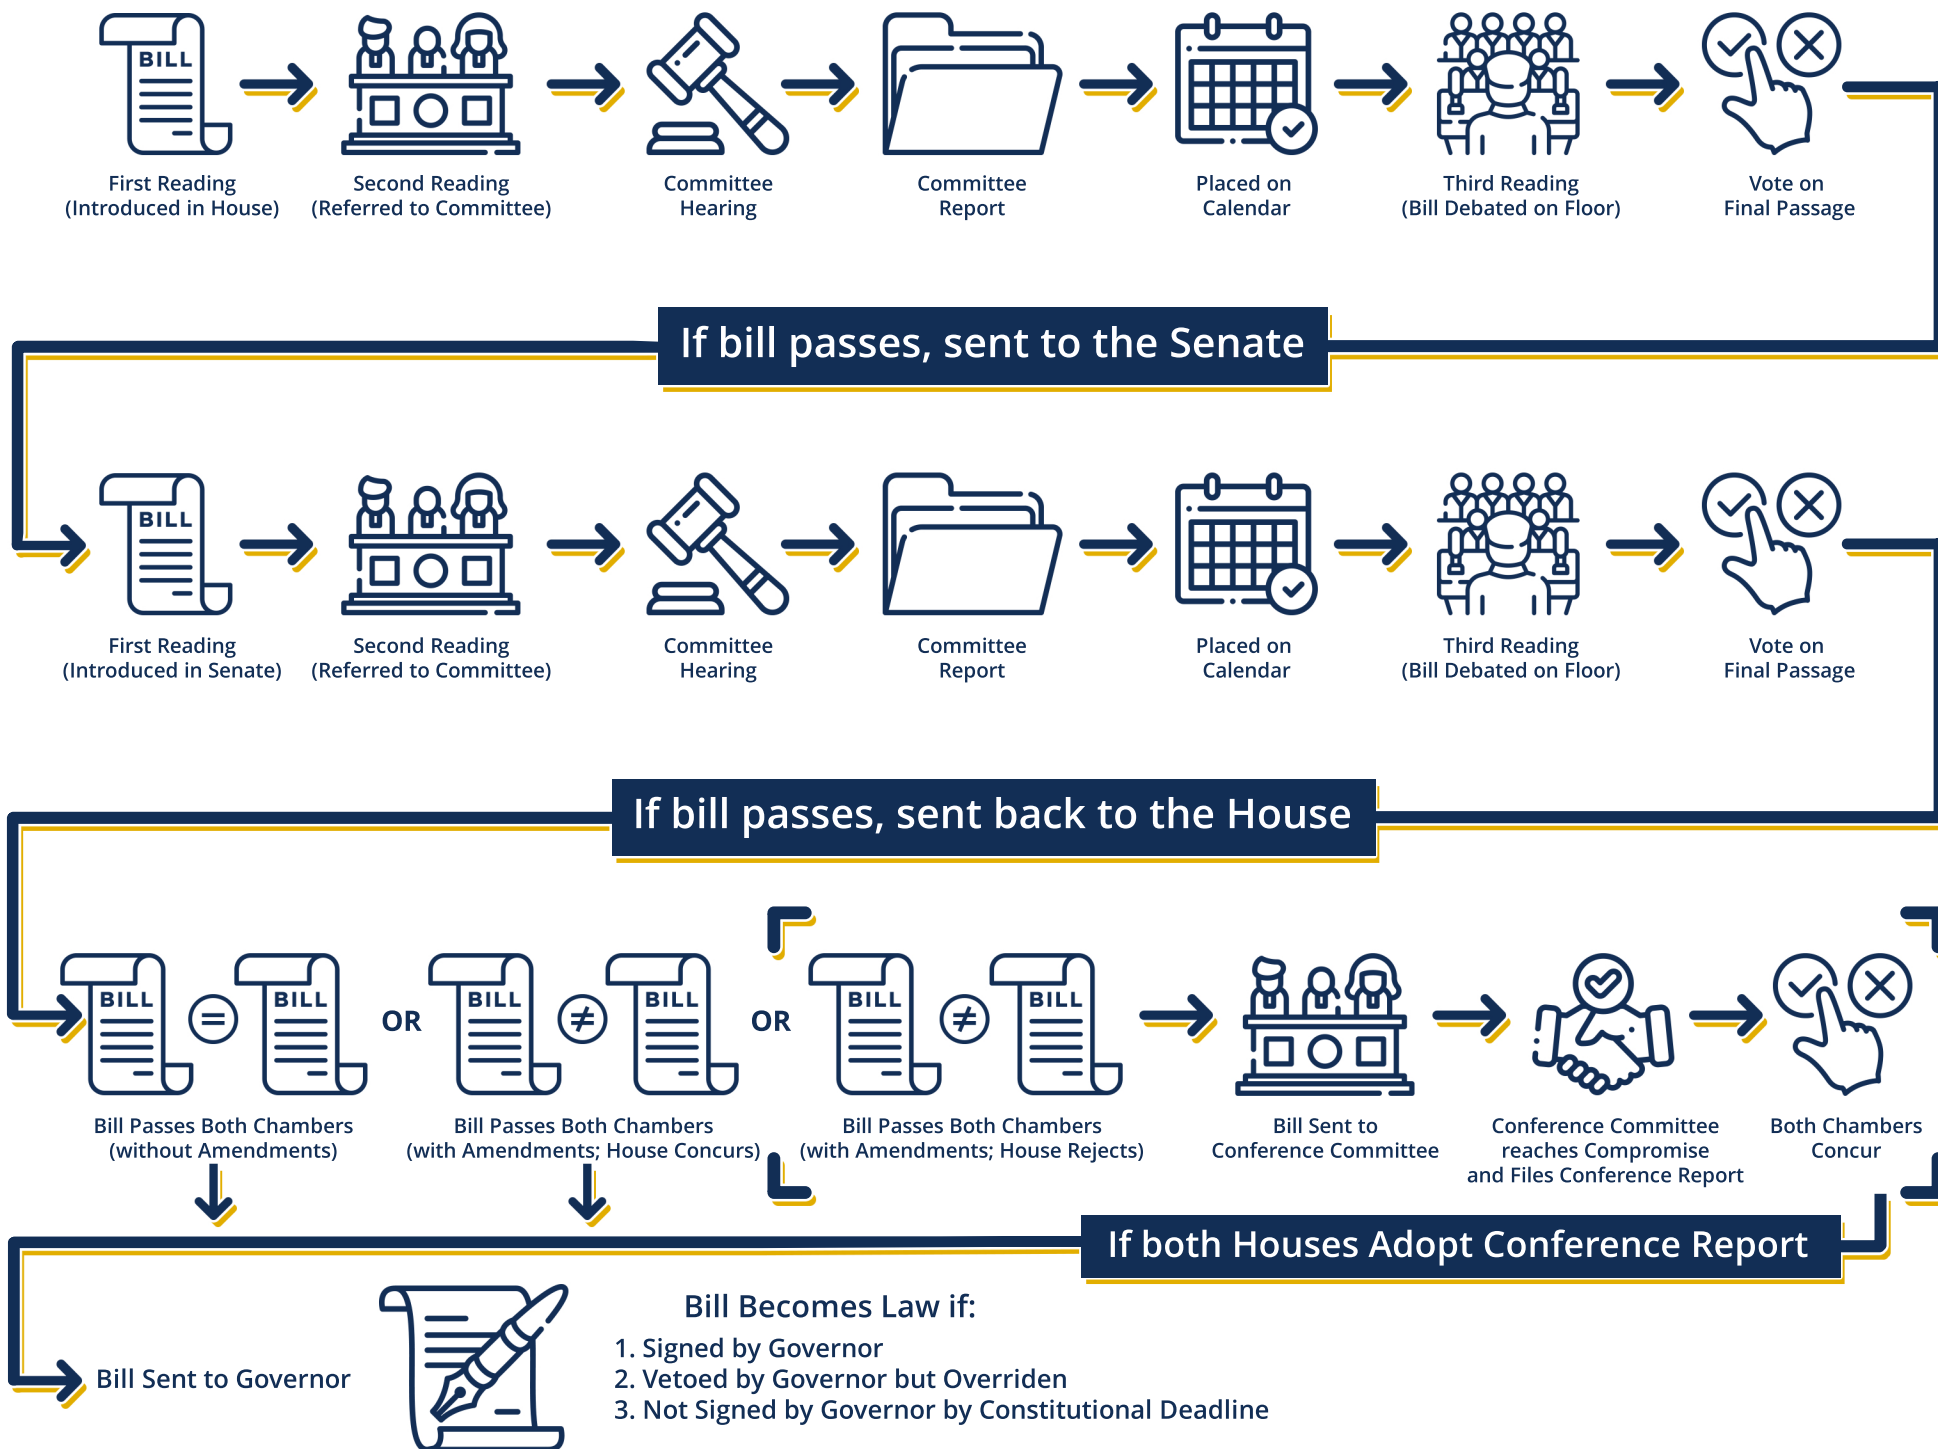 BILL
First Reading
(Introduced in House)
Second Reading
(Referred to Committee)
Committee
Hearing
Committee
Report
Placed on
Calendar
Third Reading
(Bill Debated on Floor)
Vote on
Final Passage
If bill passes, sent to the Senate
BILL
First Reading
(Introduced in Senate)
Second Reading
(Referred to Committee)
Committee
Hearing
Committee
Report
Placed on
Calendar
Third Reading
(Bill Debated on Floor)
Vote on
Final Passage
If bill passes, sent back to the House
BILL
=
BILL
OR
BILL
≠
BILL
OR
BILL
≠
BILL
Bill Passes Both Chambers
(without Amendments)
Bill Passes Both Chambers
(with Amendments; House Concurs)
Bill Passes Both Chambers
(with Amendments; House Rejects)
Bill Sent to
Conference Committee
Conference Committee
reaches Compromise
and Files Conference Report
Both Chambers
Concur
If both Houses Adopt Conference Report
Bill Sent to Governor
Bill Becomes Law if:
1. Signed by Governor
2. Vetoed by Governor but Overriden
3. Not Signed by Governor by Constitutional Deadline